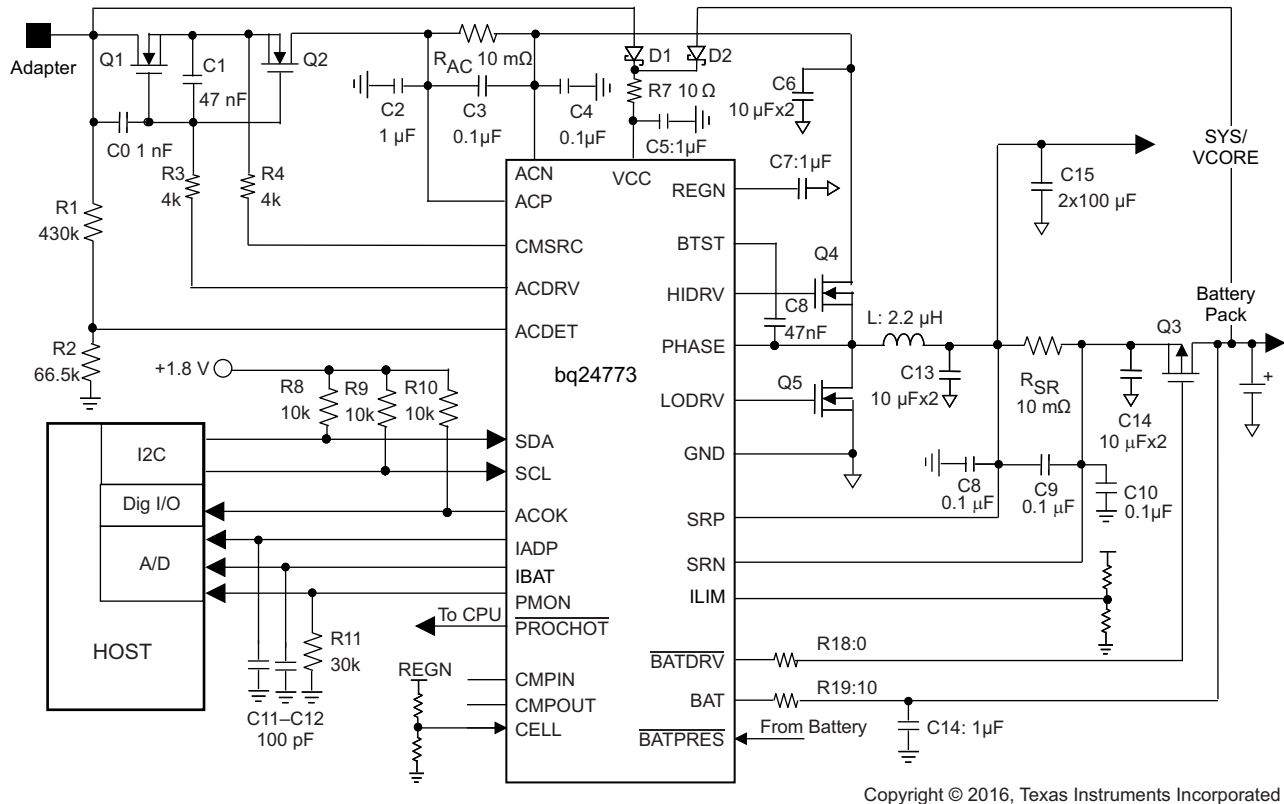 Adapter
Q1
C1
47 nF
Q2
R_AC
10 mΩ
D1
D2
R7 10 Ω
C0 1 nF
C2
1 µF
C3
0.1µF
C4
0.1µF
C5:1µF
C6
10 µFx2
C7:1µF
SYS/
VCORE
C15
2x100 µF
R3
4k
R4
4k
R1
430k
R2
66.5k
ACN
VCC
ACP
CMSRC
ACDRV
ACDET
REGN
BTST
HIDRV
PHASE
LODRV
GND
SRP
SRN
ILIM
BATDRV
BAT
BATPRES
bq24773
Q4
C8
47nF
L: 2.2 µH
Q5
C13
10 µFx2
R_SR
10 mΩ
Q3
Battery
Pack
+
C14
10 µFx2
C8
0.1 µF
C9
0.1 µF
C10
0.1µF
+1.8 V
R8
10k
R9
10k
R10
10k
SDA
SCL
ACOK
IADP
IBAT
PMON
PROCHOT
CMPIN
CMPOUT
CELL
I2C
Dig I/O
A/D
HOST
To CPU
R11
30k
REGN
C11–C12
100 pF
R18:0
R19:10
From Battery
C14: 1µF
Copyright © 2016, Texas Instruments Incorporated